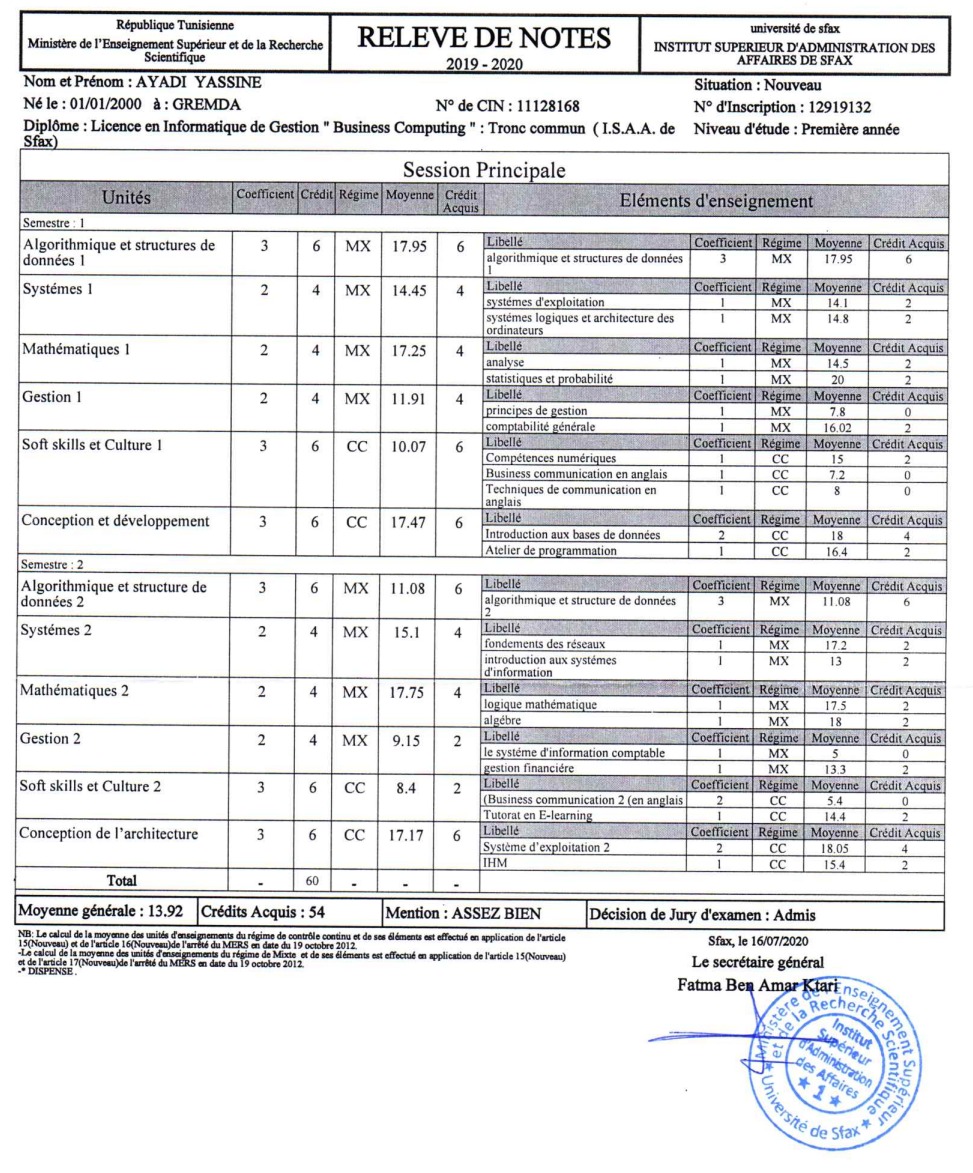 République Tunisienne
Ministère de l'Enseignement Supérieur et de la Recherche
Scientifique
RELEVE DE NOTES
2019 - 2020
université de sfax
INSTITUT SUPERIEUR D'ADMINISTRATION DES
AFFAIRES DE SFAX
Nom et Prénom : AYADI YASSINE
Situation : Nouveau
Né le : 01/01/2000 à : GREMDA
N° de CIN : 11128168
N° d'Inscription : 12919132
Diplôme : Licence en Informatique de Gestion " Business Computing " : Tronc commun ( I.S.A.A. de
Sfax)
Niveau d'étude : Première année
Session Principale
Unités Coefficient Crédit Régime Moyenne Crédit Acquis Eléments d'enseignement
Semestre : 1
Algorithmique et structures de données 1 3 6 MX 17.95 6
Libellé Coefficient Régime Moyenne Crédit Acquis
algorithmique et structures de données 1 3 MX 17.95 6
Systémes 1 2 4 MX 14.45 4
Libellé Coefficient Régime Moyenne Crédit Acquis
systémes d'exploitation 1 MX 14.1 2
systémes logiques et architecture des ordinateurs 1 MX 14.8 2
Mathématiques 1 2 4 MX 17.25 4
Libellé Coefficient Régime Moyenne Crédit Acquis
analyse 1 MX 14.5 2
statistiques et probabilité 1 MX 20 2
Gestion 1 2 4 MX 11.91 4
Libellé Coefficient Régime Moyenne Crédit Acquis
principes de gestion 1 MX 7.8 0
comptabilité générale 1 MX 16.02 2
Soft skills et Culture 1 3 6 CC 10.07 6
Libellé Coefficient Régime Moyenne Crédit Acquis
Compétences numériques 1 CC 15 2
Business communication en anglais 1 CC 7.2 0
Techniques de communication en anglais 1 CC 8 0
Conception et développement 3 6 CC 17.47 6
Libellé Coefficient Régime Moyenne Crédit Acquis
Introduction aux bases de données 2 CC 18 4
Atelier de programmation 1 CC 16.4 2
Semestre : 2
Algorithmique et structure de données 2 3 6 MX 11.08 6
Libellé Coefficient Régime Moyenne Crédit Acquis
algorithmique et structure de données 2 3 MX 11.08 6
Systémes 2 2 4 MX 15.1 4
Libellé Coefficient Régime Moyenne Crédit Acquis
fondements des réseaux 1 MX 17.2 2
introduction aux systémes d'information 1 MX 13 2
Mathématiques 2 2 4 MX 17.75 4
Libellé Coefficient Régime Moyenne Crédit Acquis
logique mathématique 1 MX 17.5 2
algébre 1 MX 18 2
Gestion 2 2 4 MX 9.15 2
Libellé Coefficient Régime Moyenne Crédit Acquis
le systéme d'information comptable 1 MX 5 0
gestion financiére 1 MX 13.3 2
Soft skills et Culture 2 3 6 CC 8.4 2
Libellé Coefficient Régime Moyenne Crédit Acquis
(Business communication 2 (en anglais 2 CC 5.4 0
Tutorat en E-learning 1 CC 14.4 2
Conception de l'architecture 3 6 CC 17.17 6
Libellé Coefficient Régime Moyenne Crédit Acquis
Système d'exploitation 2 2 CC 18.05 4
IHM 1 CC 15.4 2
Total - 60 - - -
Moyenne générale : 13.92 Crédits Acquis : 54 Mention : ASSEZ BIEN Décision de Jury d'examen : Admis
NB: Le calcul de la moyenne des unités d'enseignements du régime de contrôle continu et de ses éléments est effectué en application de l'article
15(Nouveau) et de l'article 16(Nouveau)de l'arrêté du MERS en date du 19 octobre 2012.
-Le calcul de la moyenne des unités d'enseignements du régime de Mixte et de ses éléments est effectué en application de l'article 15(Nouveau)
et de l'article 17(Nouveau)de l'arrêté du MERS en date du 19 octobre 2012.
-* DISPENSE .
Sfax, le 16/07/2020
Le secrétaire général
Fatma Ben Amar Ktari
Ministère de l'Enseignement Supérieur
et de la Recherche Scientifique
Institut
Supérieur
d'Administration
des Affaires
★ 1 ★
★ Université de Sfax ★